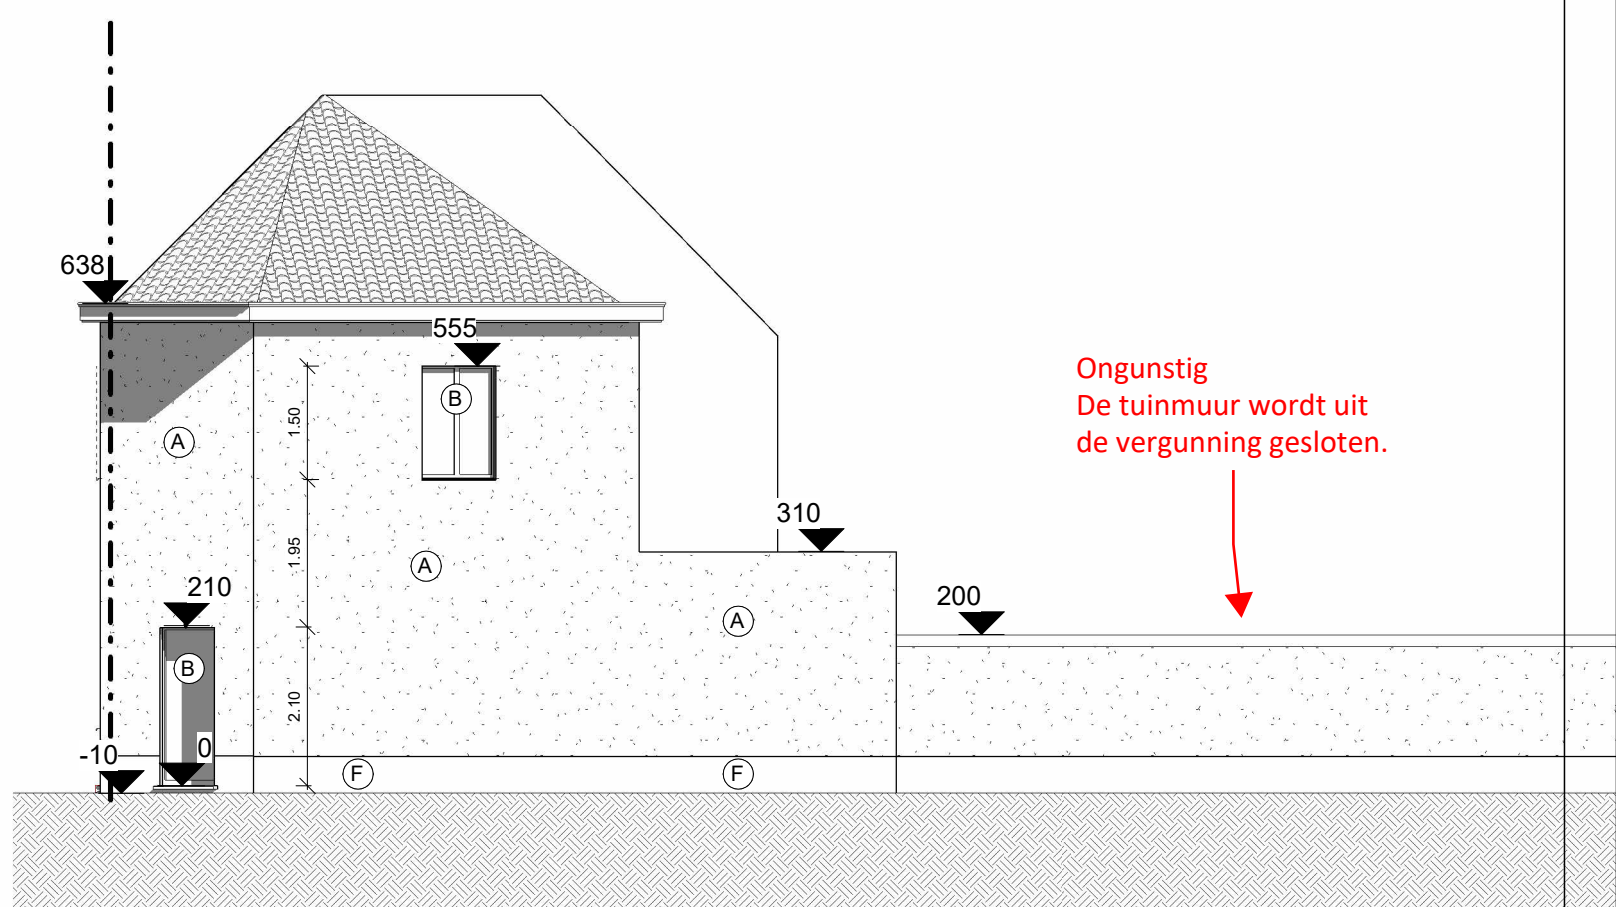 638
555
B
1.50
A
Ongunstig
De tuinmuur wordt uit
de vergunning gesloten.
310
1.95
A
210
200
A
B
2.10
-10
0
F
F